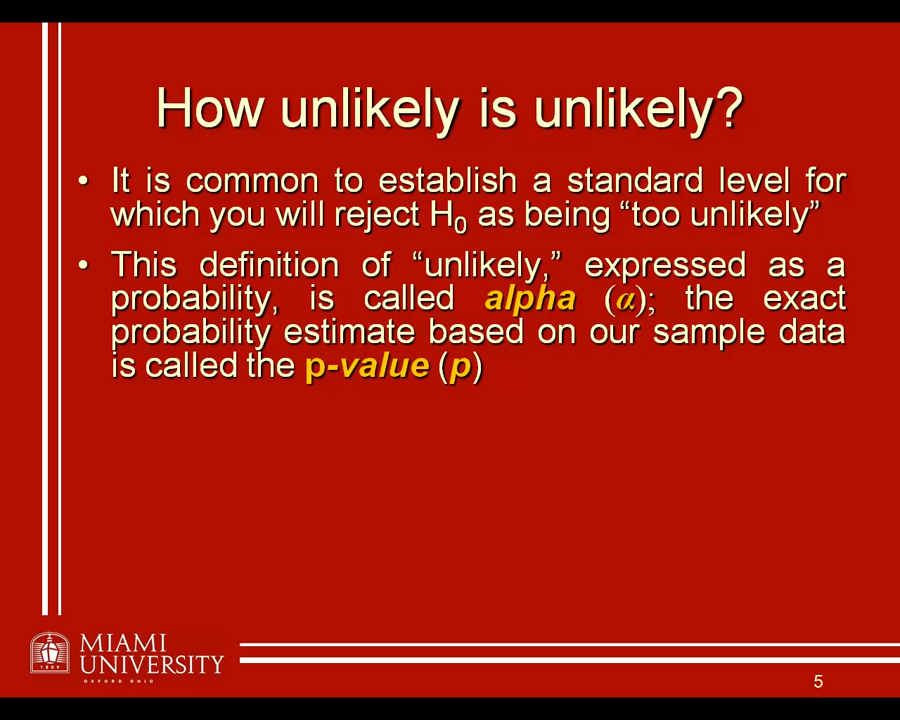 How unlikely is unlikely?
• It is common to establish a standard level for
which you will reject H₀ as being “too unlikely”
• This definition of “unlikely,” expressed as a
probability, is called alpha (α); the exact
probability estimate based on our sample data
is called the p-value (p)
MIAMI
UNIVERSITY
OXFORD OHIO
1809
5